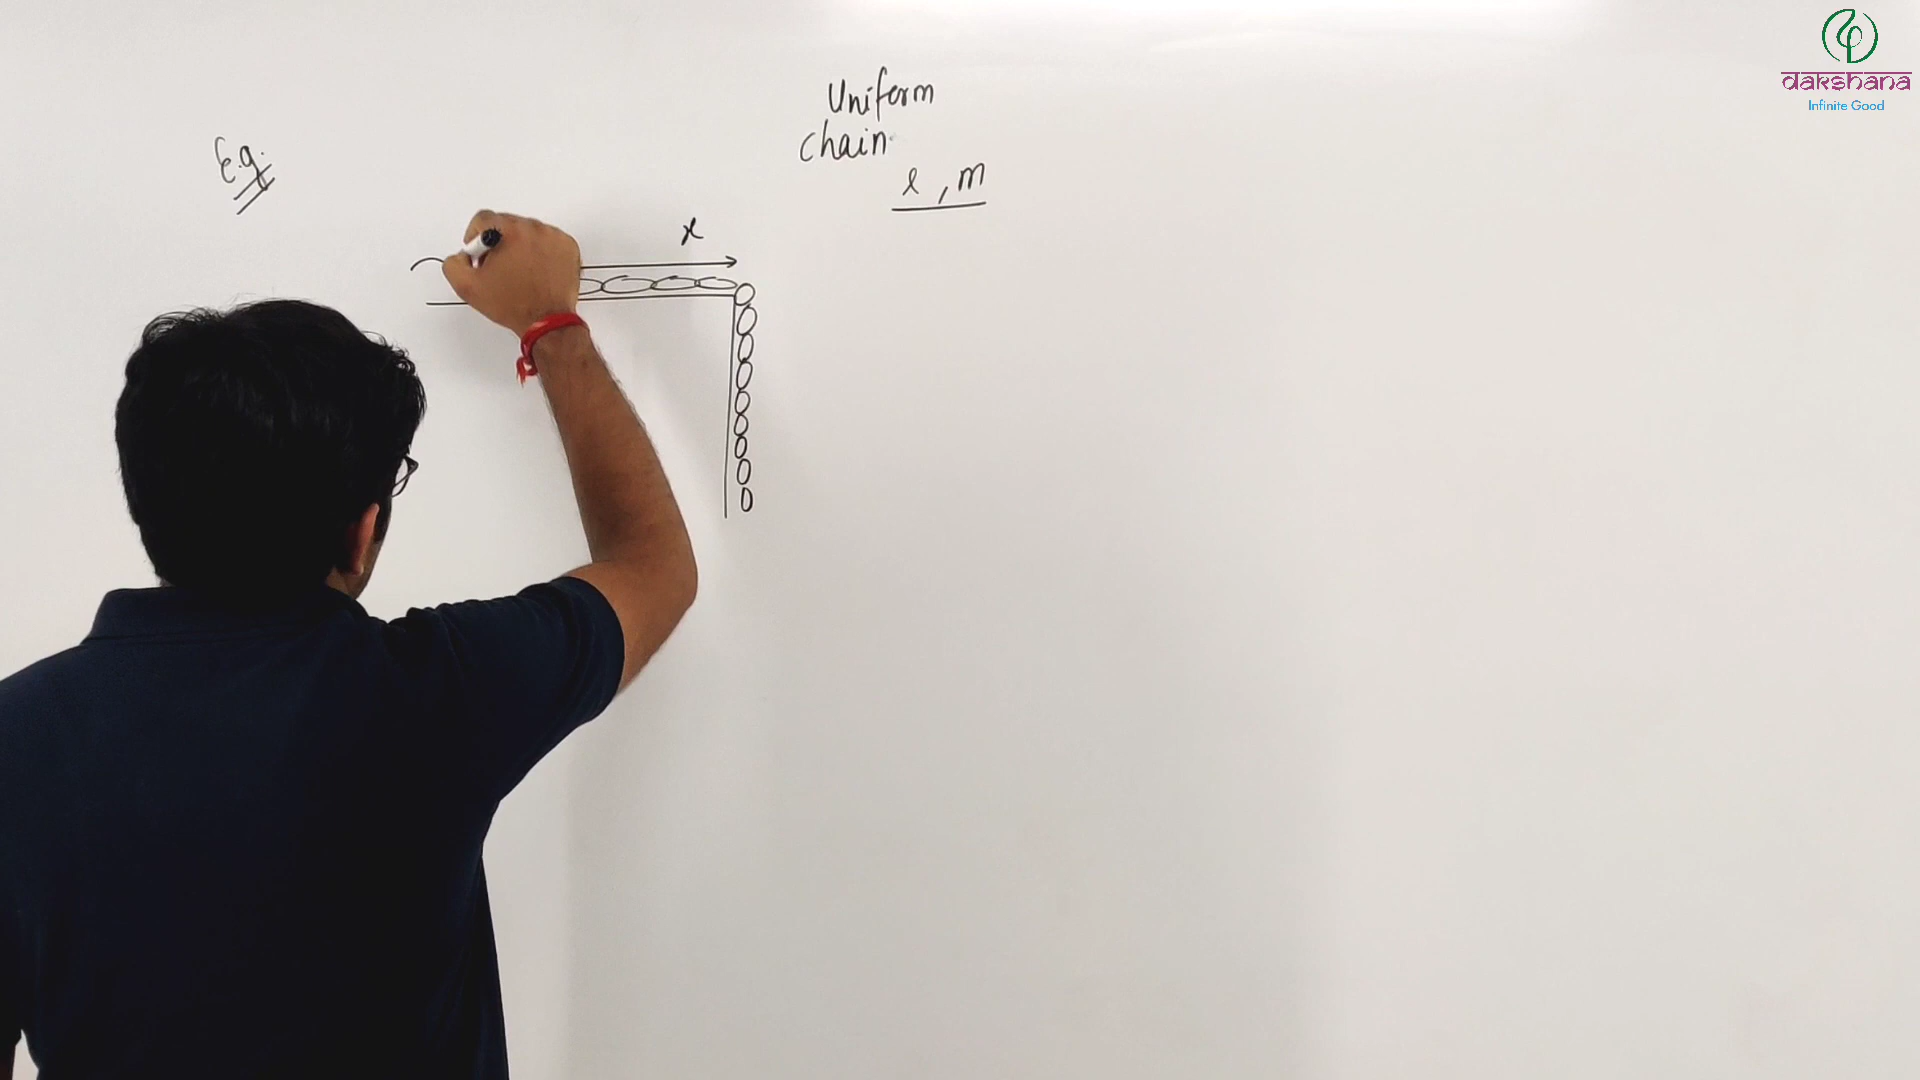 dakshana
Infinite Good
Uniform
chain
l, m
E.g.
x